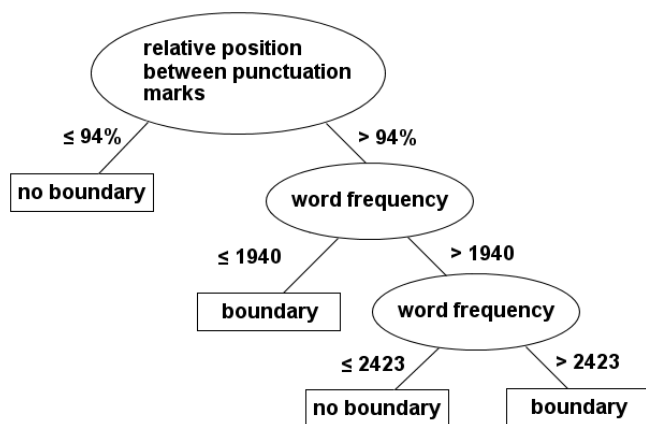 relative position
between punctuation
marks
≤ 94%
> 94%
no boundary
word frequency
≤ 1940
> 1940
boundary
word frequency
≤ 2423
> 2423
no boundary
boundary